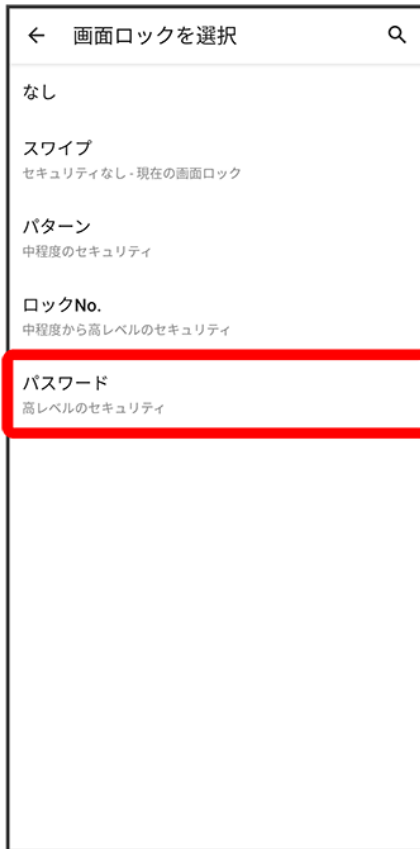 画面ロックを選択
なし
スワイプ
セキュリティなし - 現在の画面ロック
パターン
中程度のセキュリティ
ロックNo.
中程度から高レベルのセキュリティ
パスワード
高レベルのセキュリティ